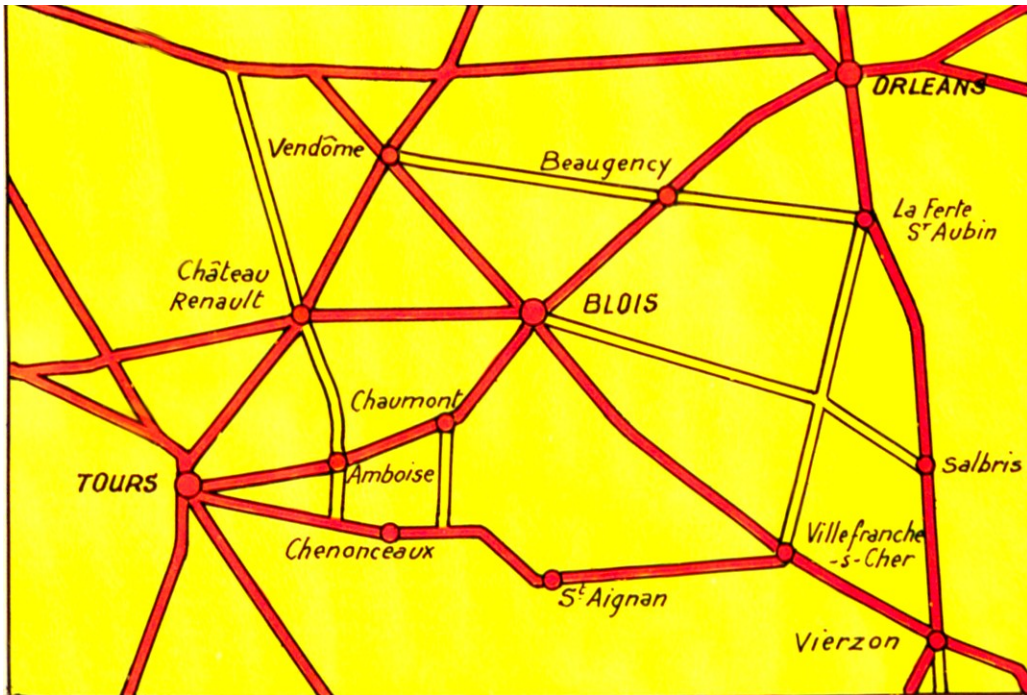 ORLEANS
Vendôme
Beaugency
La Ferte
St Aubin
Château
Renault
BLOIS
Chaumont
TOURS
Amboise
Salbris
Chenonceaux
Villefranche
-s-Cher
St Aignan
Vierzon